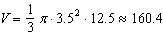 V = 1/3 π · 3.5² · 12.5 ≈ 160.4